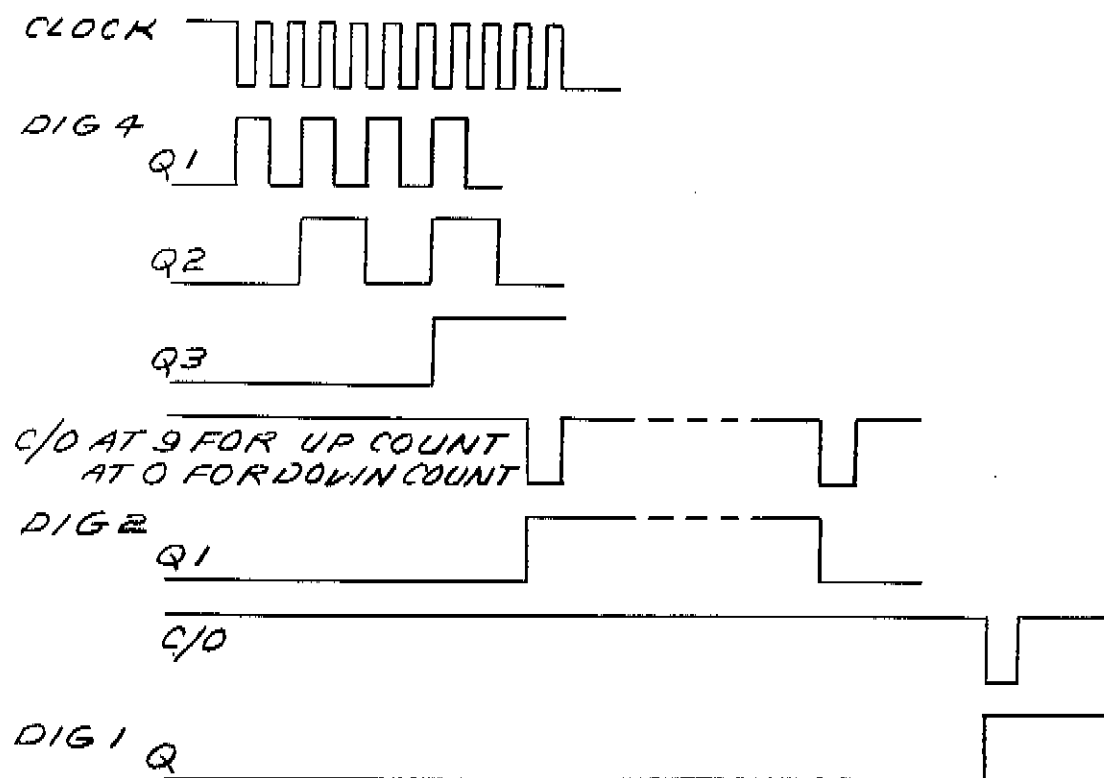 CLOCK
DIG 4
Q1
Q2
Q3
C/O AT 9 FOR UP COUNT
AT 0 FOR DOWN COUNT
DIG 2
Q1
C/O
DIG 1
Q